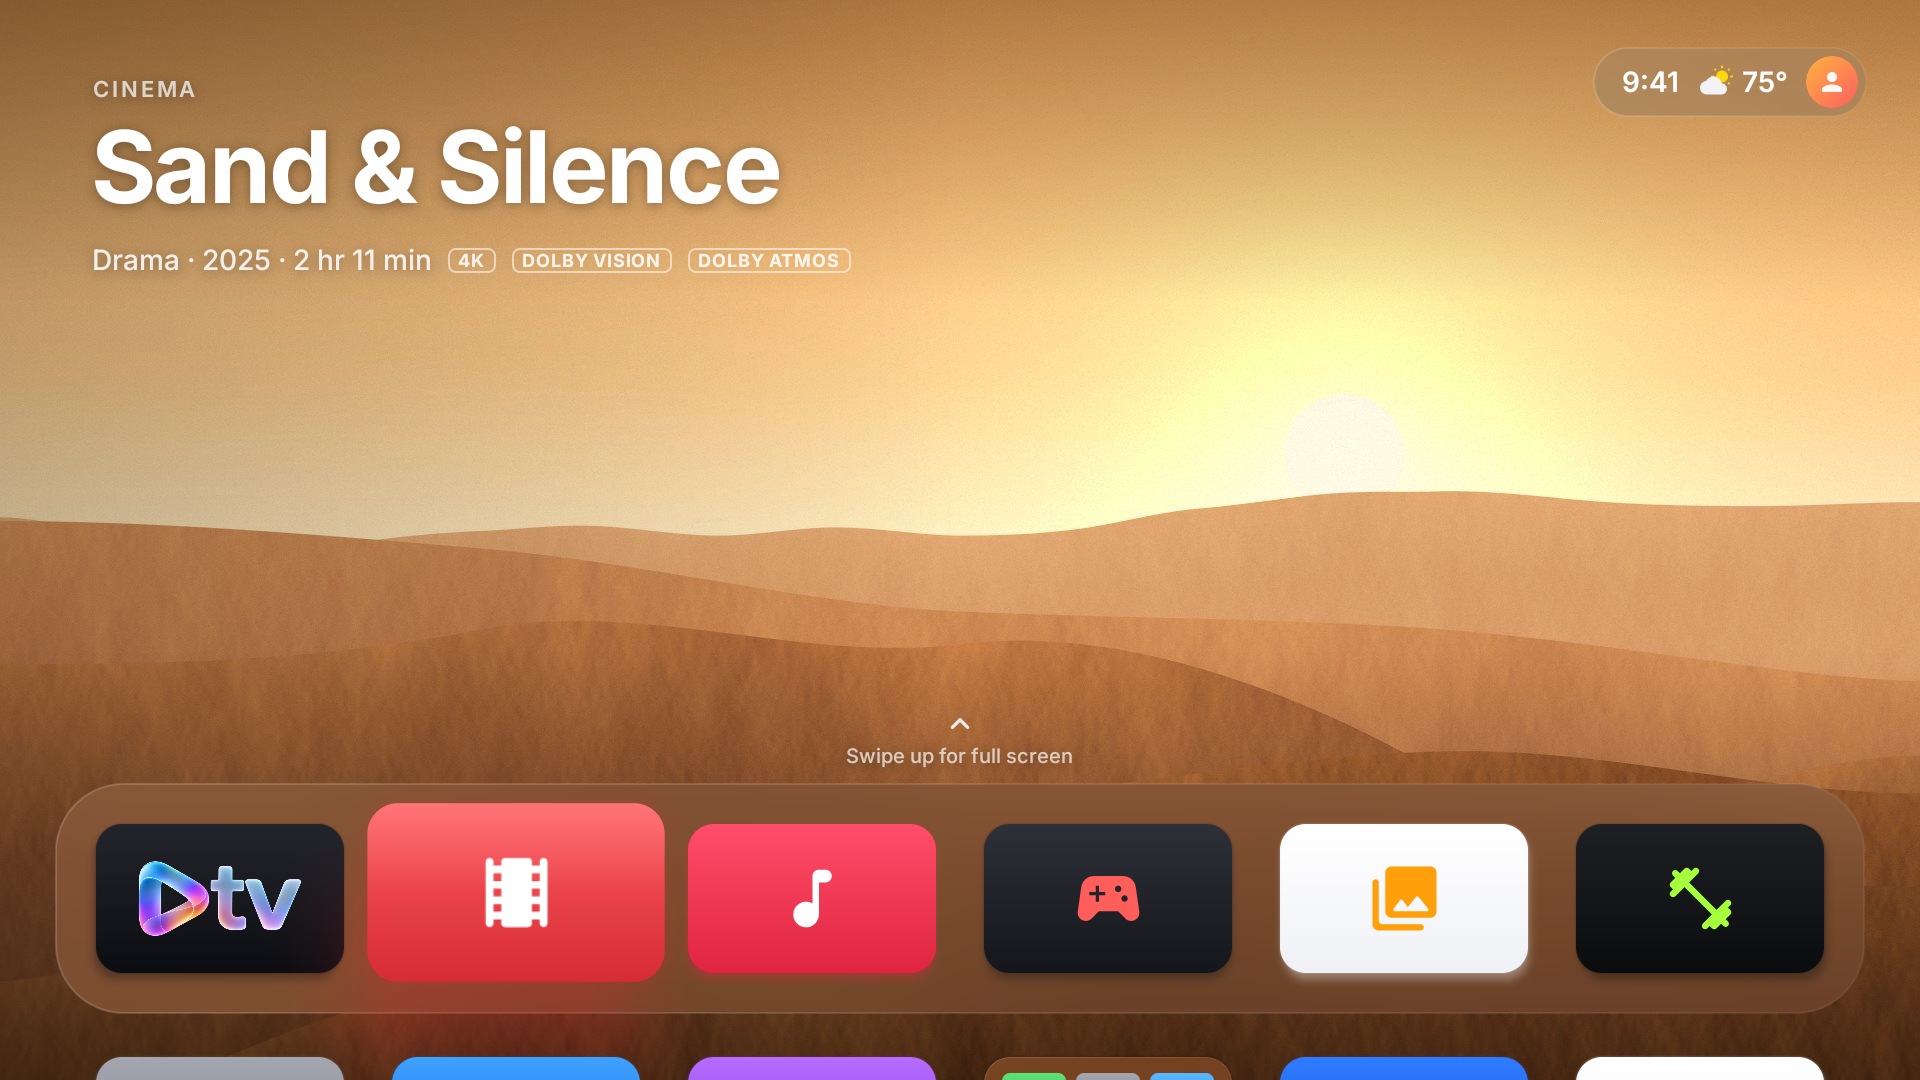 CINEMA
9:41 75°
Sand & Silence
Drama · 2025 · 2 hr 11 min 4K DOLBY VISION DOLBY ATMOS
Swipe up for full screen
tv